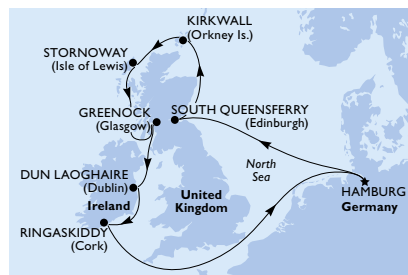 KIRKWALL
(Orkney Is.)
STORNOWAY
(Isle of Lewis)
GREENOCK
(Glasgow)
SOUTH QUEENSFERRY
(Edinburgh)
North
Sea
DUN LAOGHAIRE
(Dublin)
Ireland
United
Kingdom
HAMBURG
Germany
RINGASKIDDY
(Cork)